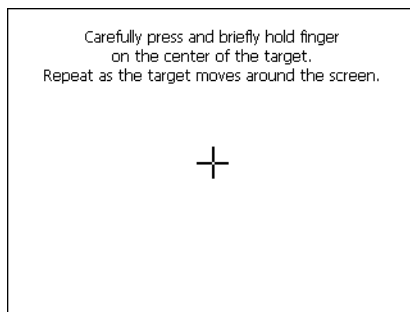 Carefully press and briefly hold finger
on the center of the target.
Repeat as the target moves around the screen.